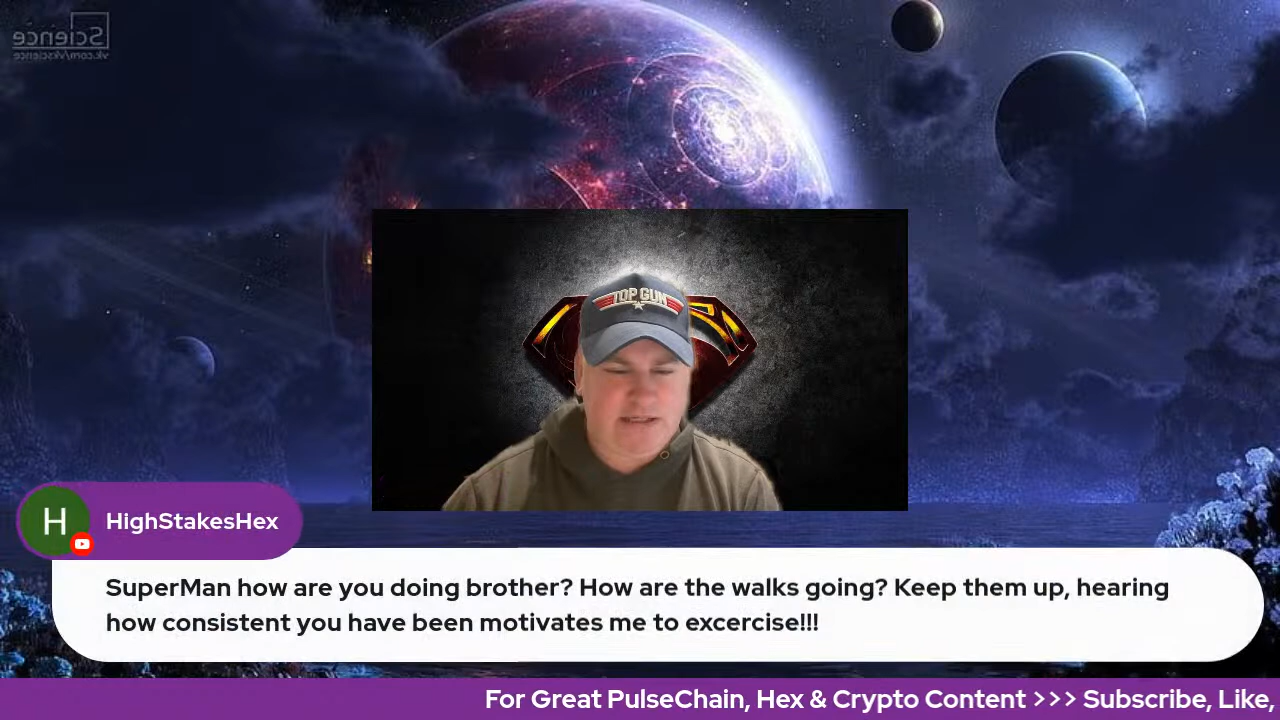 Science
vk.com/vkscience
TOP GUN
HighStakesHex
H
SuperMan how are you doing brother? How are the walks going? Keep them up, hearing
how consistent you have been motivates me to excercise!!!
For Great PulseChain, Hex & Crypto Content >>> Subscribe, Like,